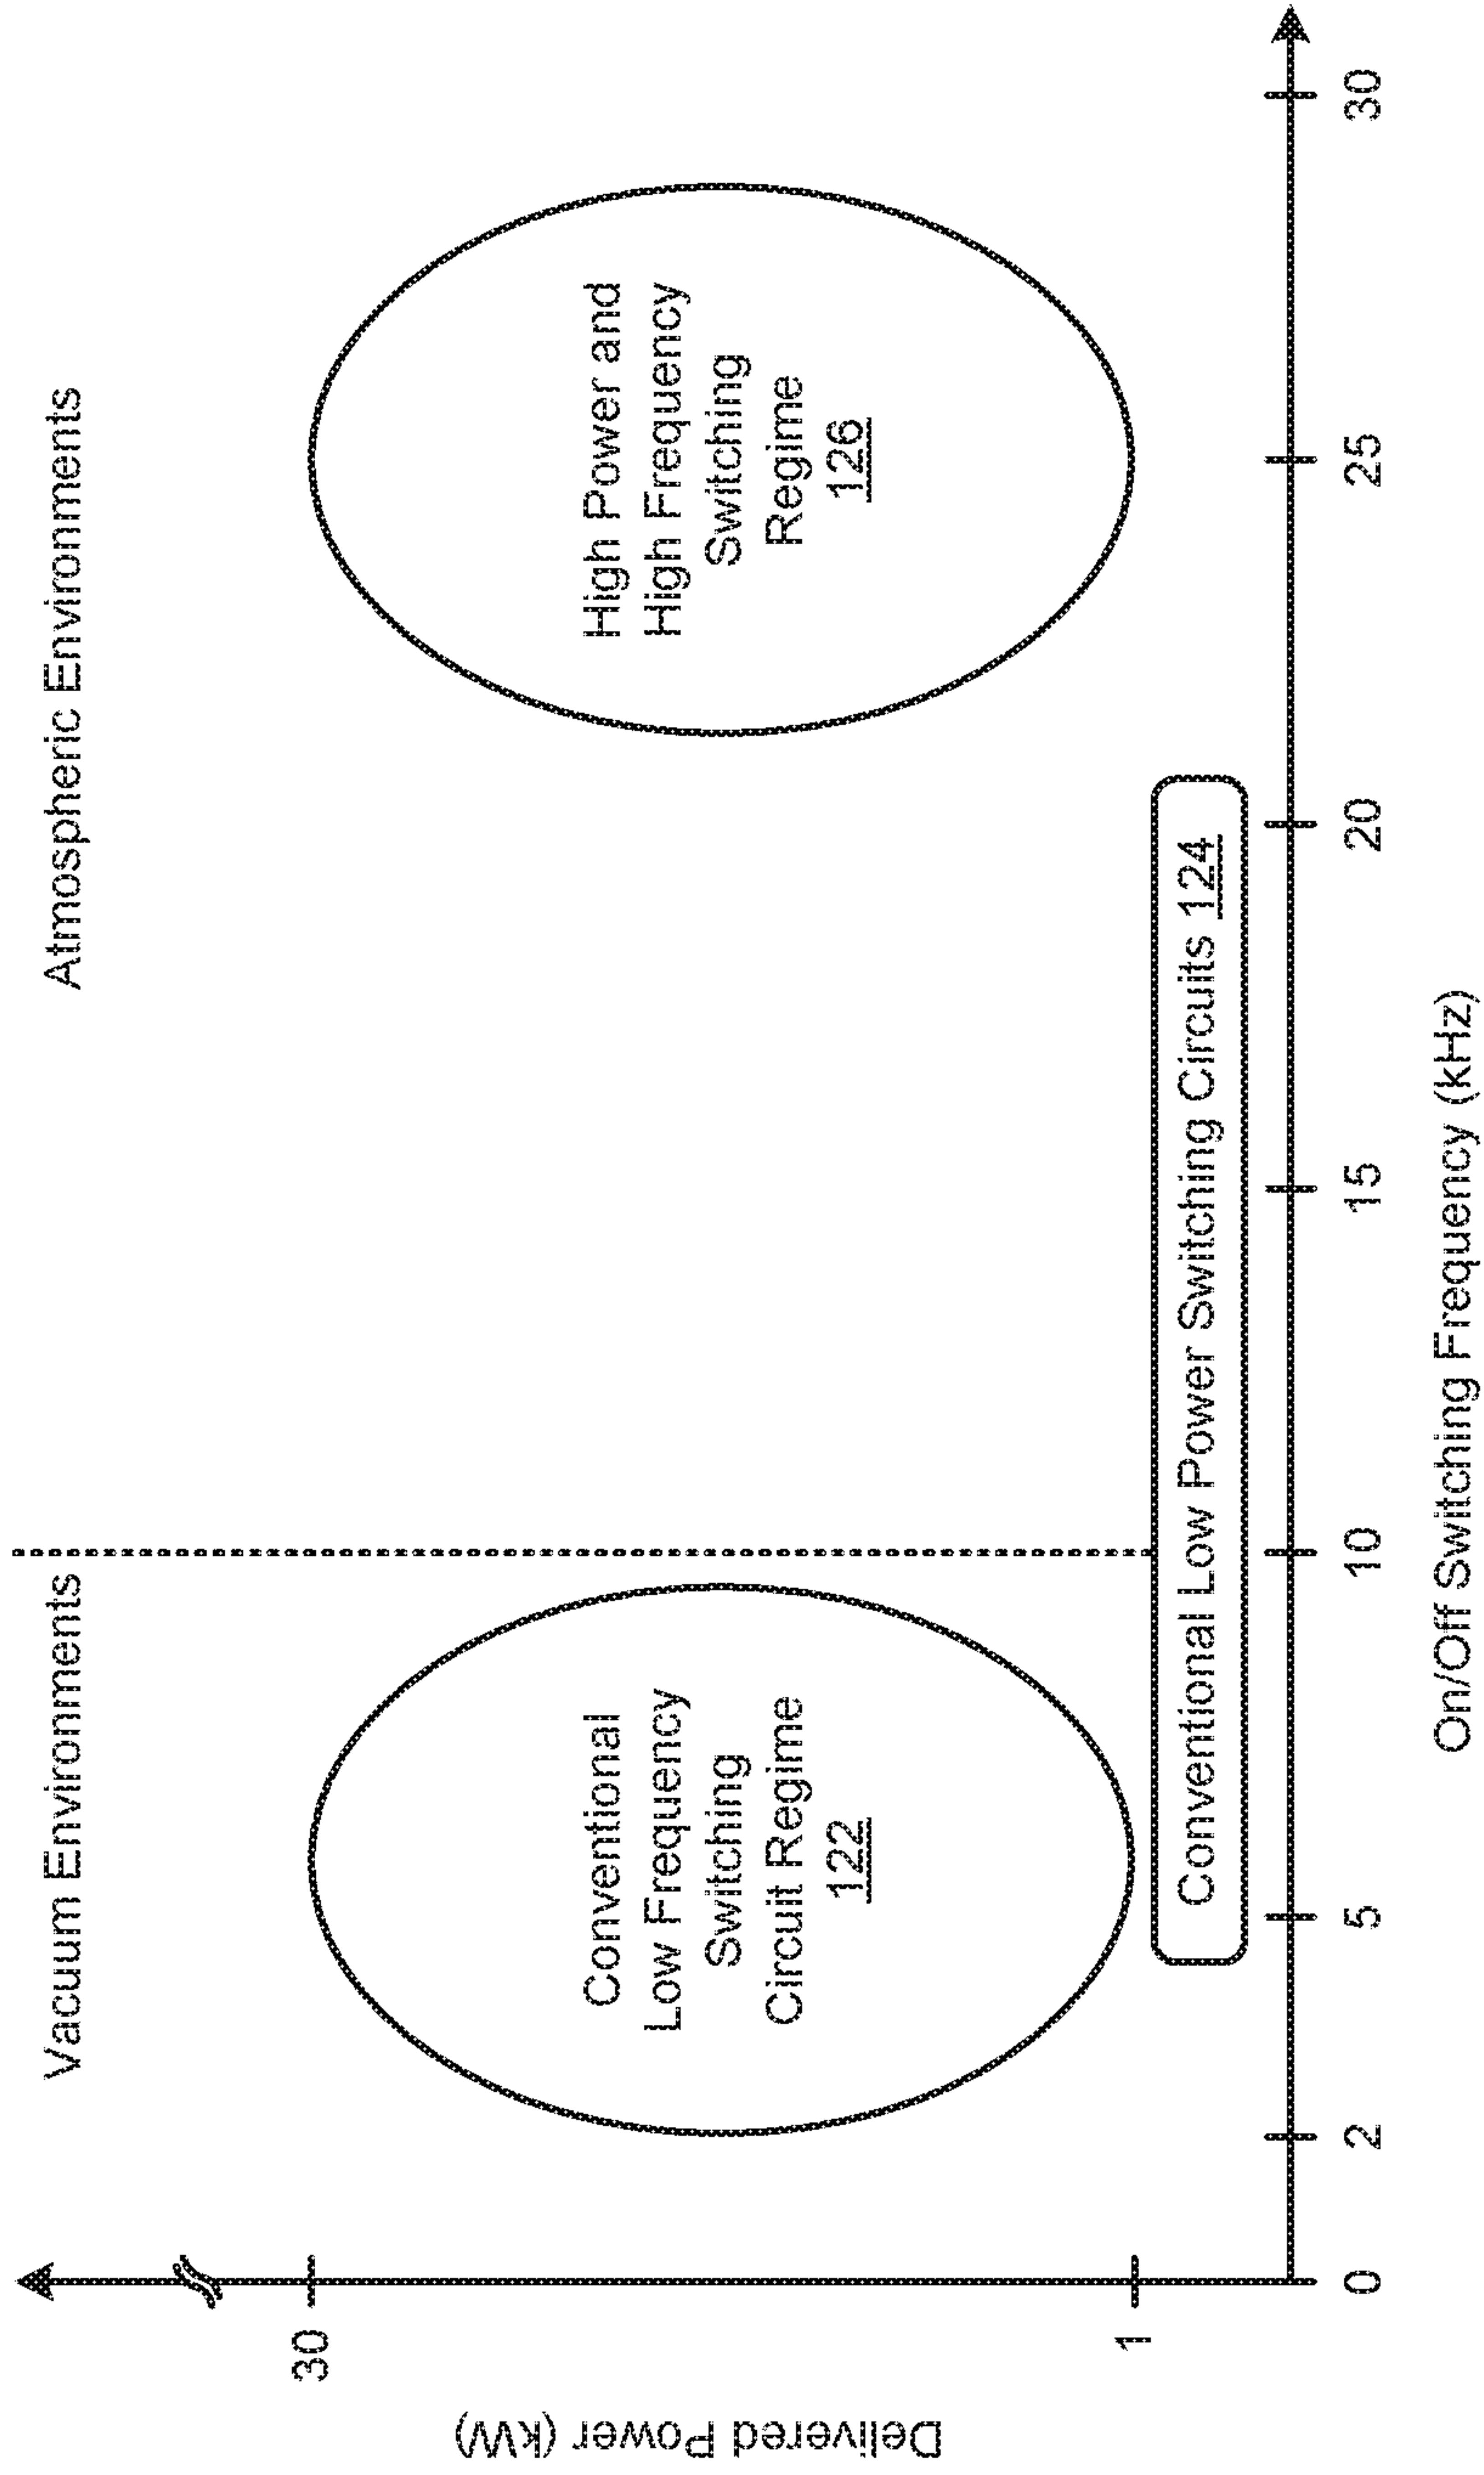 Vacuum Environments
Atmospheric Environments
Delivered Power (kW)
30
1
Conventional
Low Frequency
Switching
Circuit Regime
122
High Power and
High Frequency
Switching
Regime
126
Conventional Low Power Switching Circuits 124
0 2 5 10 15 20 25 30
On/Off Switching Frequency (kHz)